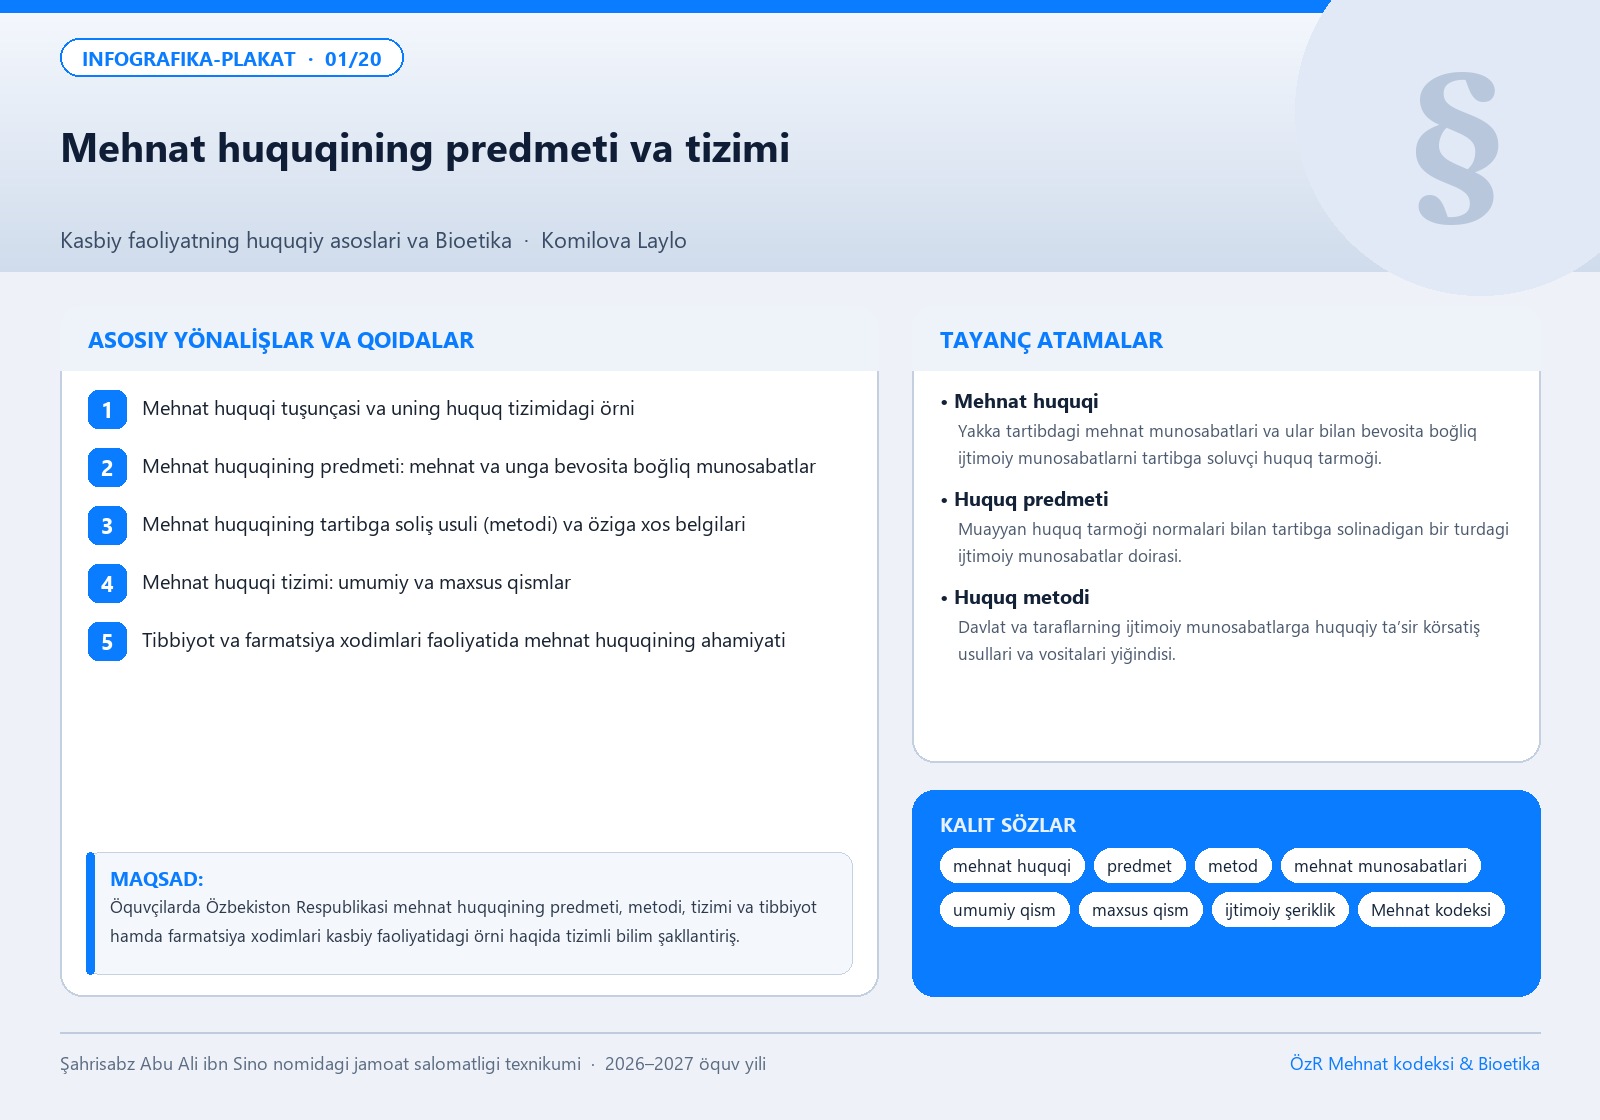 INFOGRAFIKA-PLAKAT · 01/20
§
Mehnat huquqining predmeti va tizimi
Kasbiy faoliyatning huquqiy asoslari va Bioetika · Komilova Laylo
ASOSIY YÖNALİŞLAR VA QOIDALAR
1 Mehnat huquqi tuşunçasi va uning huquq tizimidagi örni
2 Mehnat huquqining predmeti: mehnat va unga bevosita boğliq munosabatlar
3 Mehnat huquqining tartibga soliş usuli (metodi) va öziga xos belgilari
4 Mehnat huquqi tizimi: umumiy va maxsus qismlar
5 Tibbiyot va farmatsiya xodimlari faoliyatida mehnat huquqining ahamiyati
MAQSAD:
Öquvçilarda Özbekiston Respublikasi mehnat huquqining predmeti, metodi, tizimi va tibbiyot
hamda farmatsiya xodimlari kasbiy faoliyatidagi örni haqida tizimli bilim şakllantiriş.
TAYANÇ ATAMALAR
• Mehnat huquqi
Yakka tartibdagi mehnat munosabatlari va ular bilan bevosita boğliq
ijtimoiy munosabatlarni tartibga soluvçi huquq tarmoği.
• Huquq predmeti
Muayyan huquq tarmoği normalari bilan tartibga solinadigan bir turdagi
ijtimoiy munosabatlar doirasi.
• Huquq metodi
Davlat va taraflarning ijtimoiy munosabatlarga huquqiy ta’sir körsatiş
usullari va vositalari yiğindisi.
KALIT SÖZLAR
mehnat huquqi predmet metod mehnat munosabatlari
umumiy qism maxsus qism ijtimoiy şeriklik Mehnat kodeksi
Şahrisabz Abu Ali ibn Sino nomidagi jamoat salomatligi texnikumi · 2026–2027 öquv yili
ÖzR Mehnat kodeksi & Bioetika